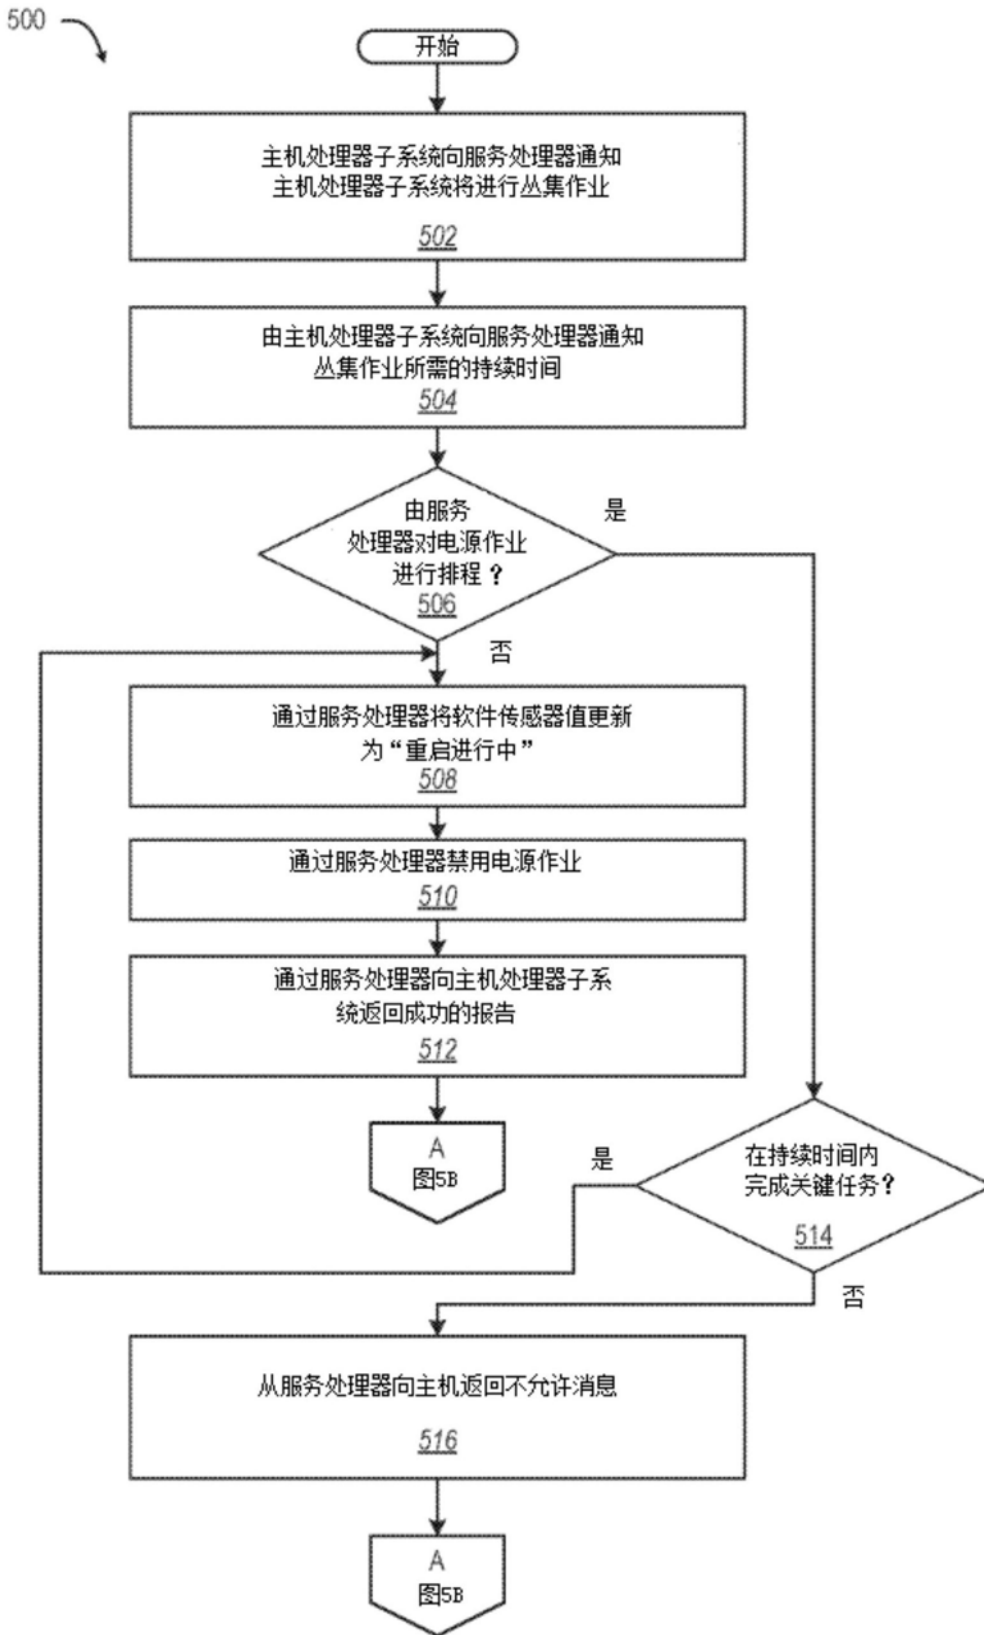 500
开始
主机处理器子系统向服务处理器通知
主机处理器子系统将进行丛集作业
502
由主机处理器子系统向服务处理器通知
丛集作业所需的持续时间
504
由服务
处理器对电源作业
进行排程？
506
是
否
通过服务处理器将软件传感器值更新
为“重启进行中”
508
通过服务处理器禁用电源作业
510
通过服务处理器向主机处理器子系
统返回成功的报告
512
A
图5B
在持续时间内
完成关键任务？
514
是
否
从服务处理器向主机返回不允许消息
516
A
图5B